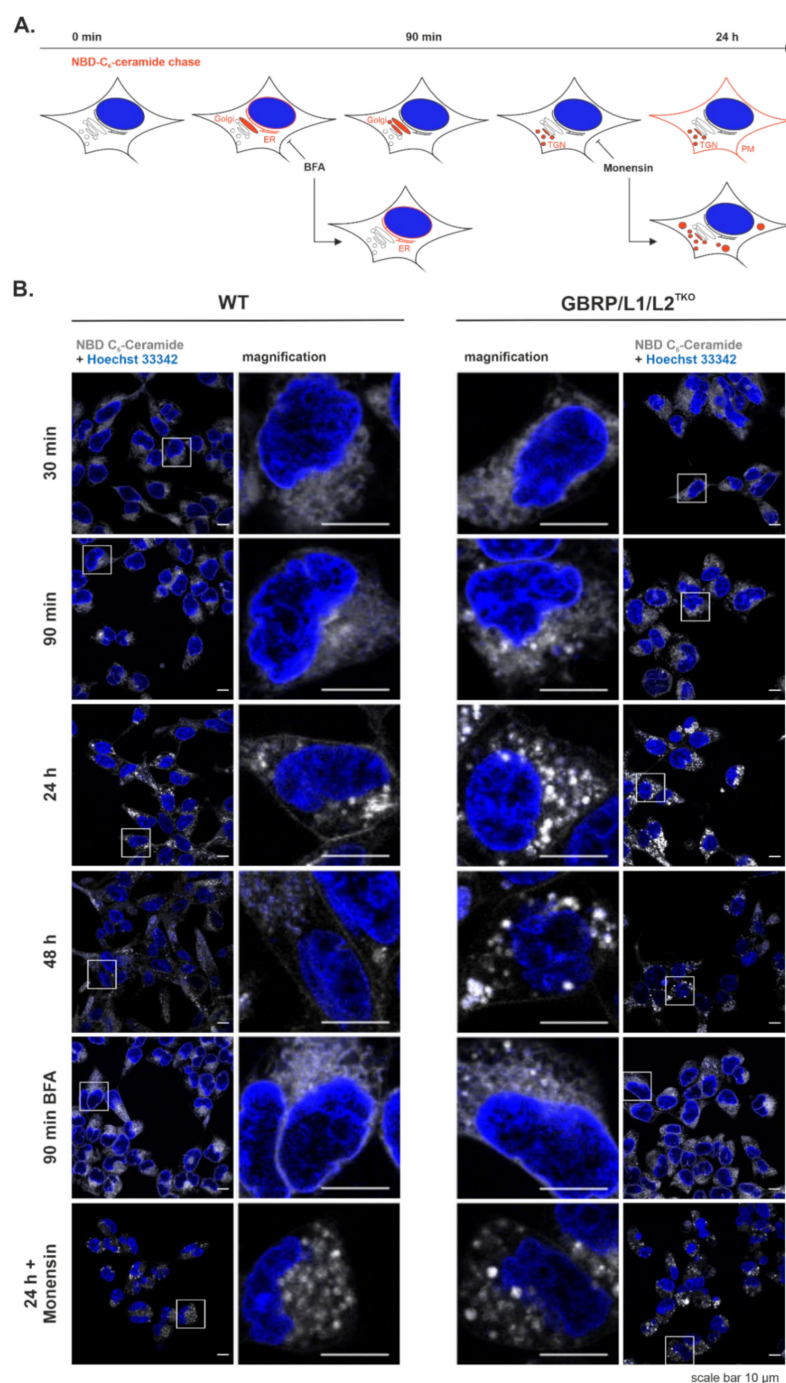 A.
0 min 90 min 24 h
NBD-C₆-ceramide chase
Golgi ER Golgi TGN TGN PM
BFA Monensin
ER
B.
WT GBRP/L1/L2ᵀᴷᴼ
NBD C₆-Ceramide
+ Hoechst 33342 magnification magnification NBD C₆-Ceramide
+ Hoechst 33342
30 min
90 min
24 h
48 h
90 min BFA
24 h +
Monensin
scale bar 10 µm